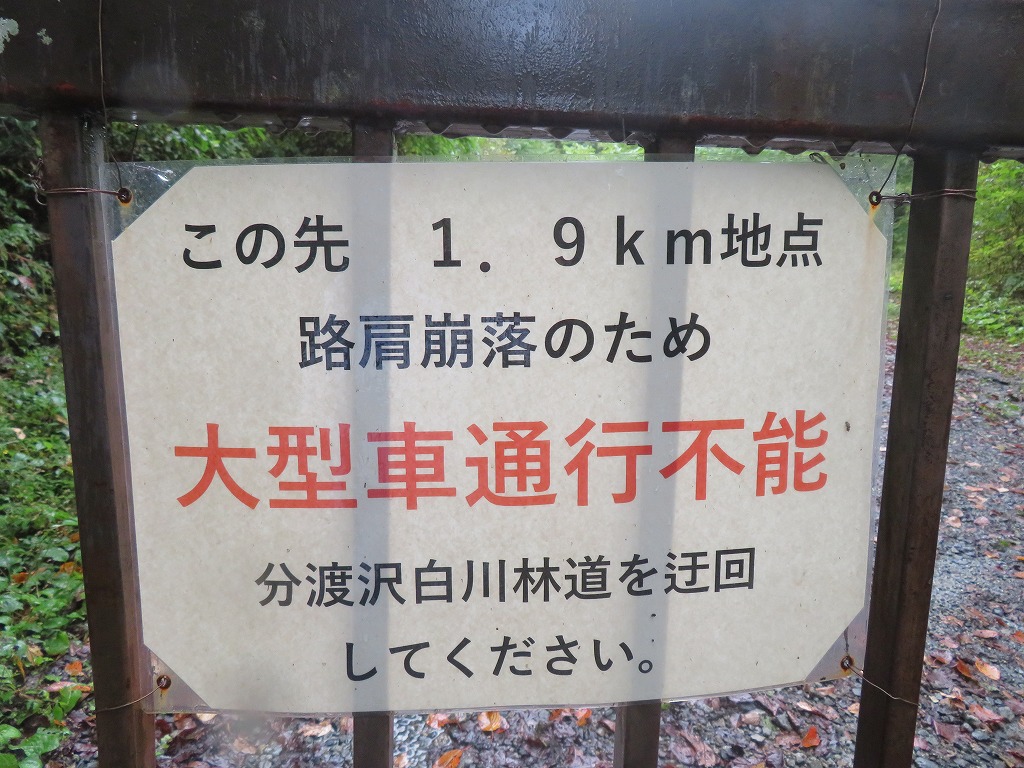 この先　１．９ｋｍ地点
路肩崩落のため
大型車通行不能
分渡沢白川林道を迂回
してください。